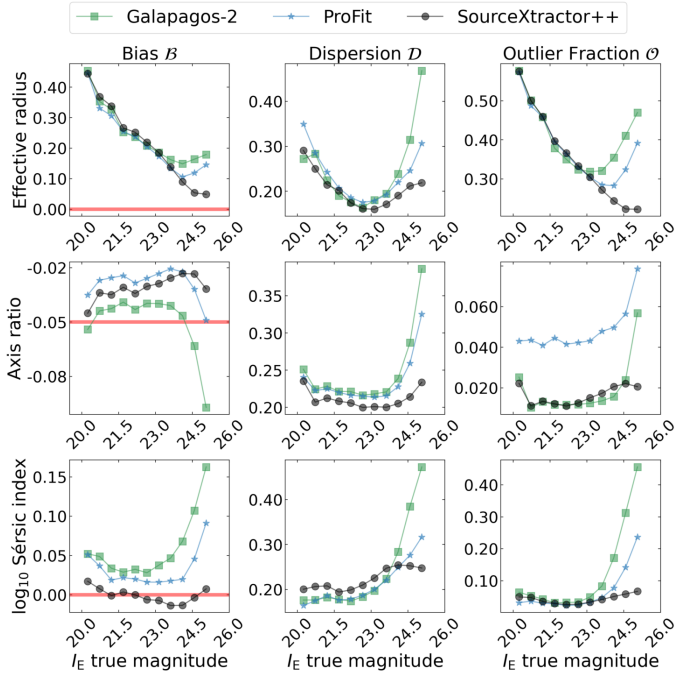 Galapagos-2 ProFit SourceXtractor++
Bias ℬ Dispersion 𝒟 Outlier Fraction 𝒪
Effective radius
0.40
0.30
0.20
0.10
0.00
20.0 21.5 23.0 24.5 26.0
0.40
0.30
0.20
20.0 21.5 23.0 24.5 26.0
0.50
0.40
0.30
20.0 21.5 23.0 24.5 26.0
Axis ratio
-0.02
-0.05
-0.08
20.0 21.5 23.0 24.5 26.0
0.35
0.30
0.25
0.20
20.0 21.5 23.0 24.5 26.0
0.060
0.040
0.020
20.0 21.5 23.0 24.5 26.0
log₁₀ Sérsic index
0.15
0.10
0.05
0.00
20.0 21.5 23.0 24.5 26.0
0.40
0.30
0.20
20.0 21.5 23.0 24.5 26.0
0.40
0.30
0.20
0.10
20.0 21.5 23.0 24.5 26.0
I_E true magnitude I_E true magnitude I_E true magnitude